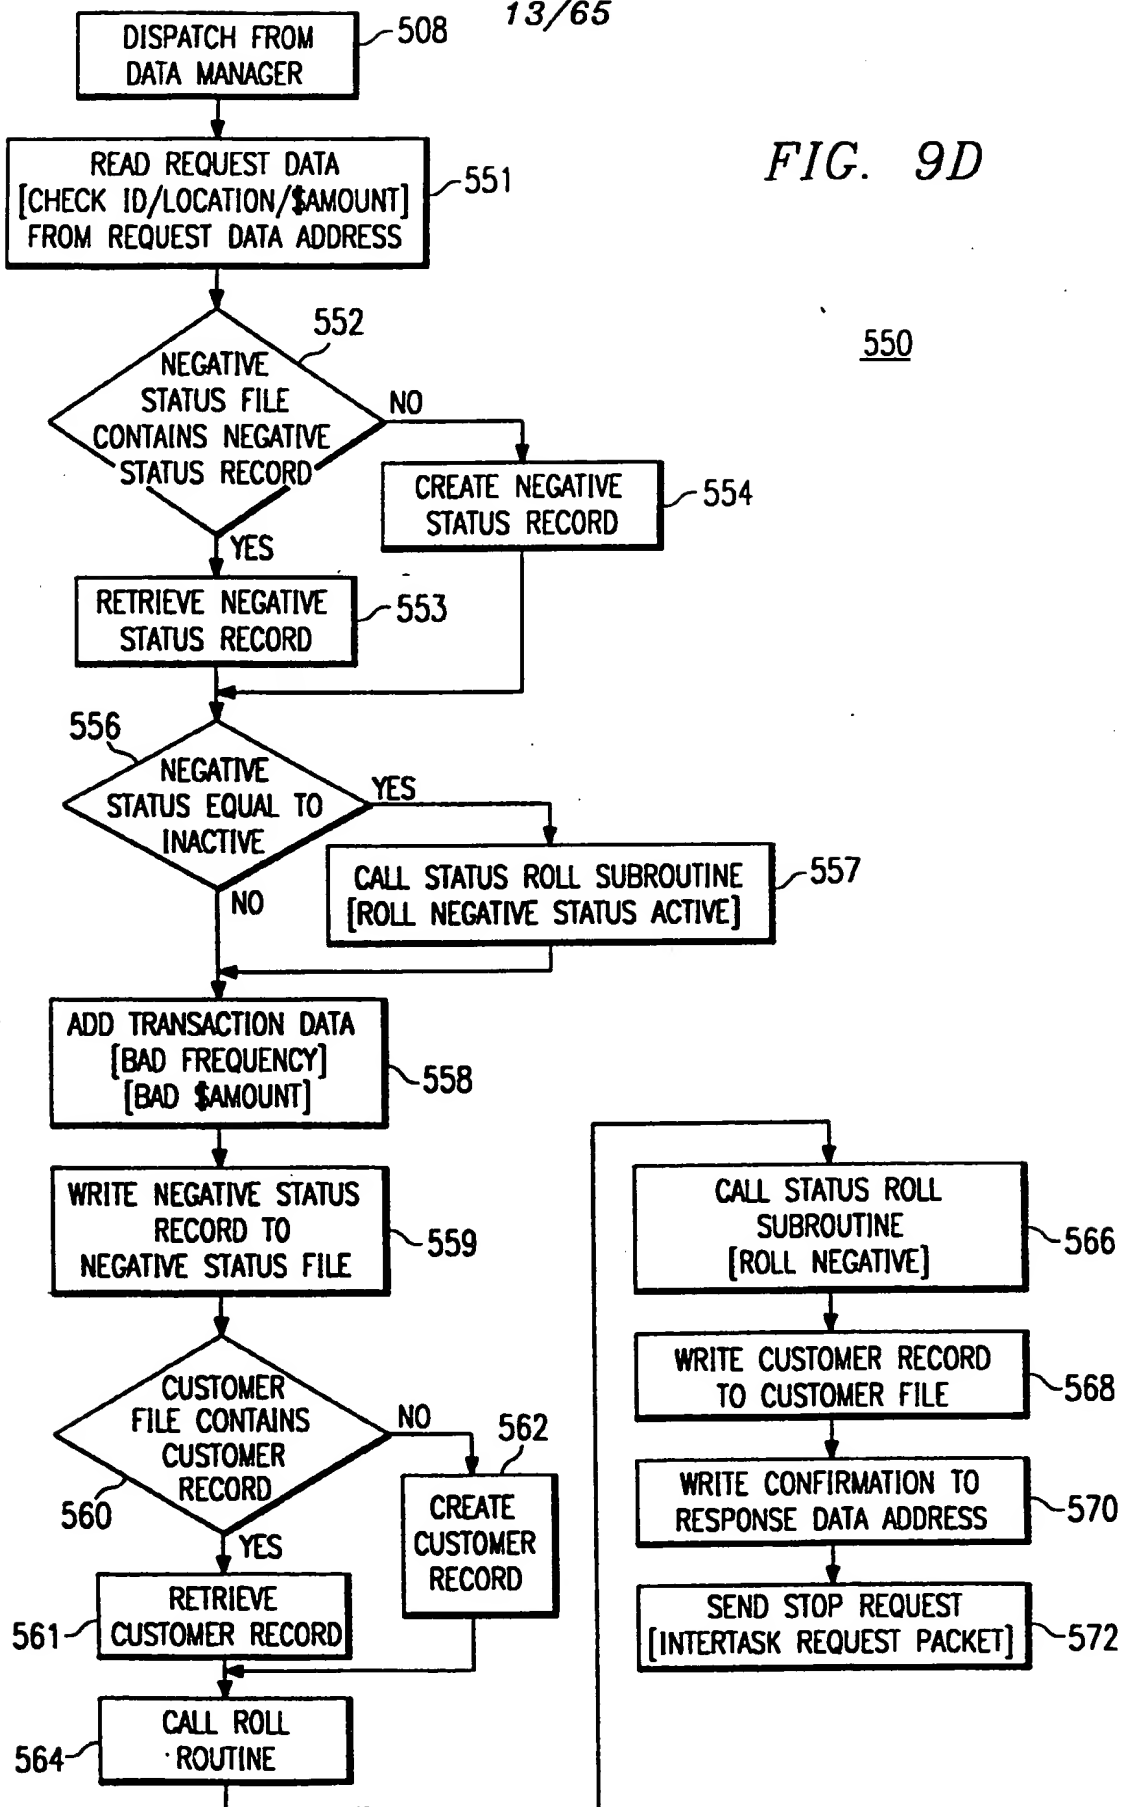 13/65
DISPATCH FROM
DATA MANAGER
508
READ REQUEST DATA
[CHECK ID/LOCATION/$AMOUNT]
FROM REQUEST DATA ADDRESS
551
FIG. 9D
550
552
NEGATIVE
STATUS FILE
CONTAINS NEGATIVE
STATUS RECORD
NO
CREATE NEGATIVE
STATUS RECORD
554
YES
RETRIEVE NEGATIVE
STATUS RECORD
553
556
NEGATIVE
STATUS EQUAL TO
INACTIVE
YES
CALL STATUS ROLL SUBROUTINE
[ROLL NEGATIVE STATUS ACTIVE]
557
NO
ADD TRANSACTION DATA
[BAD FREQUENCY]
[BAD $AMOUNT]
558
WRITE NEGATIVE STATUS
RECORD TO
NEGATIVE STATUS FILE
559
CUSTOMER
FILE CONTAINS
CUSTOMER
RECORD
560
NO
562
CREATE
CUSTOMER
RECORD
YES
RETRIEVE
CUSTOMER RECORD
561
CALL ROLL
ROUTINE
564
CALL STATUS ROLL
SUBROUTINE
[ROLL NEGATIVE]
566
WRITE CUSTOMER RECORD
TO CUSTOMER FILE
568
WRITE CONFIRMATION TO
RESPONSE DATA ADDRESS
570
SEND STOP REQUEST
[INTERTASK REQUEST PACKET]
572